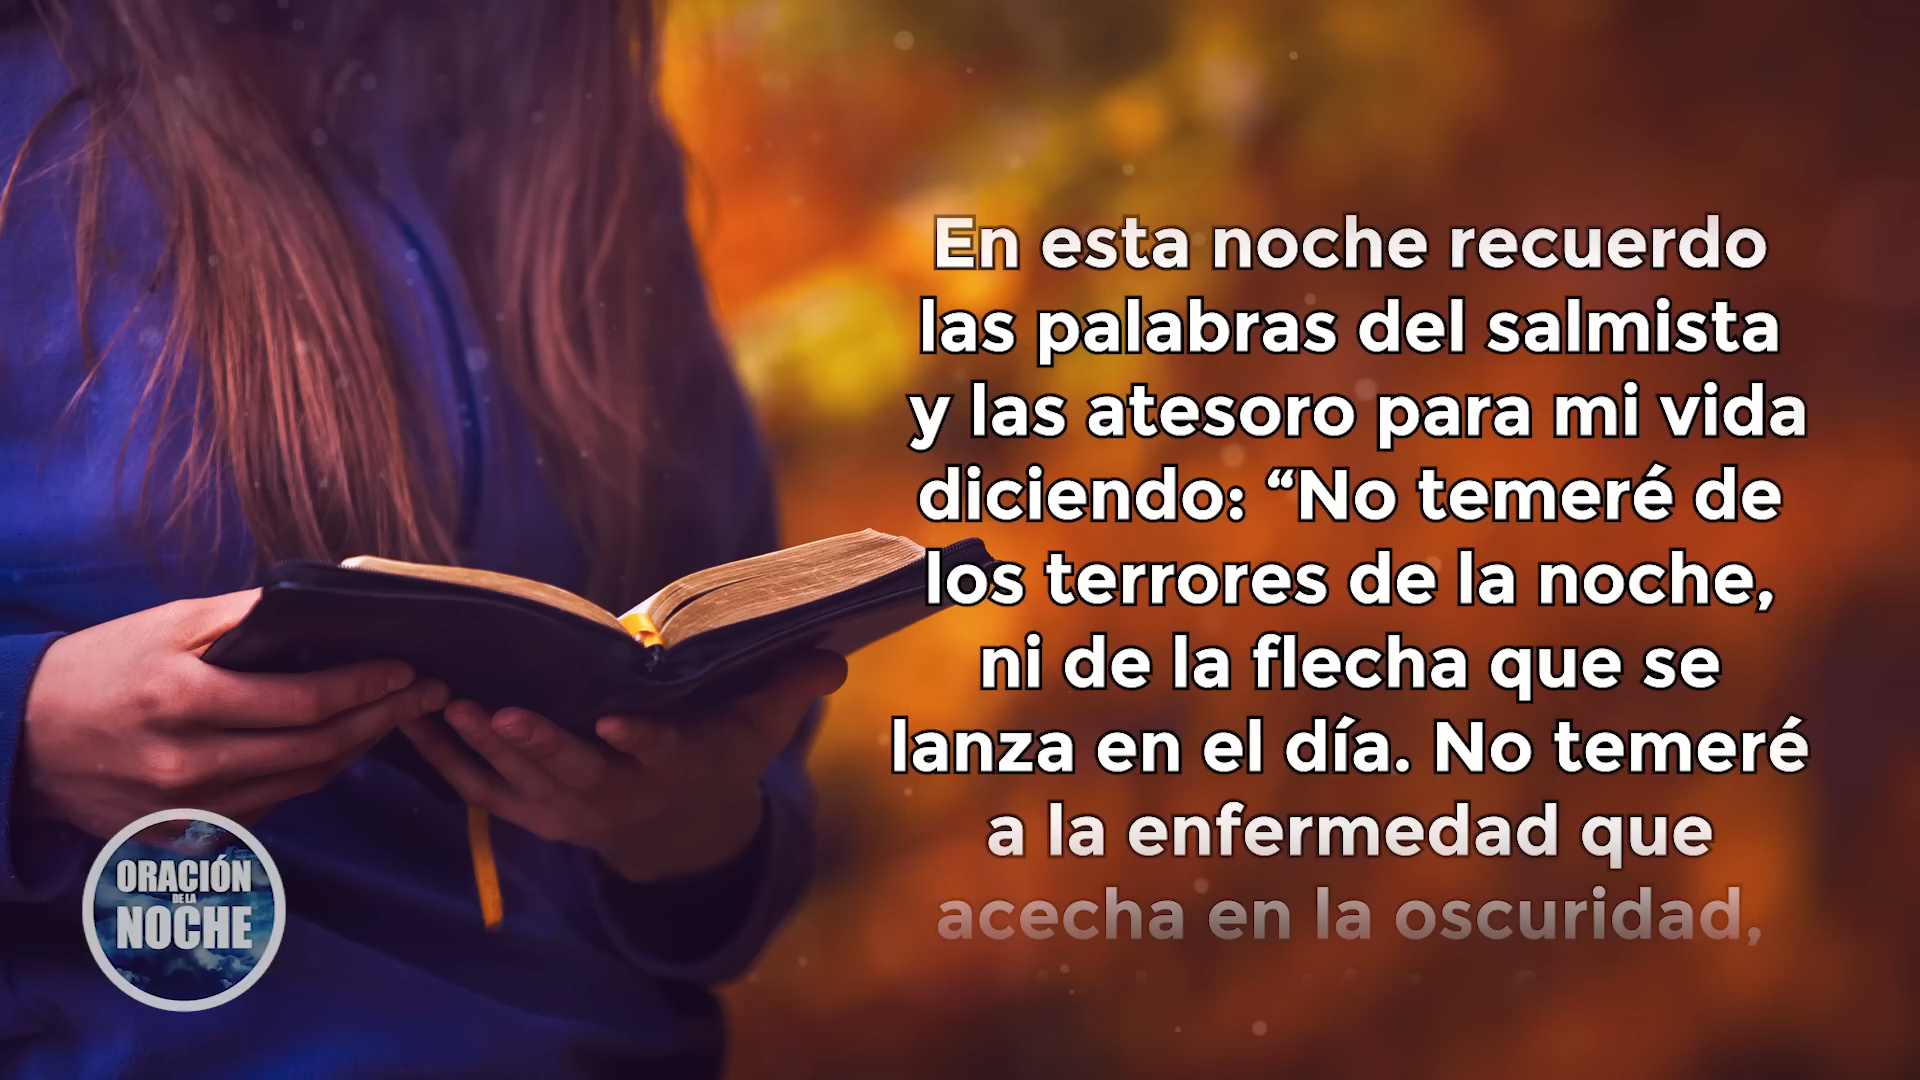 En esta noche recuerdo
las palabras del salmista
y las atesoro para mi vida
diciendo: “No temeré de
los terrores de la noche,
ni de la flecha que se
lanza en el día. No temeré
a la enfermedad que
acecha en la oscuridad,
ORACIÓN
DE LA
NOCHE